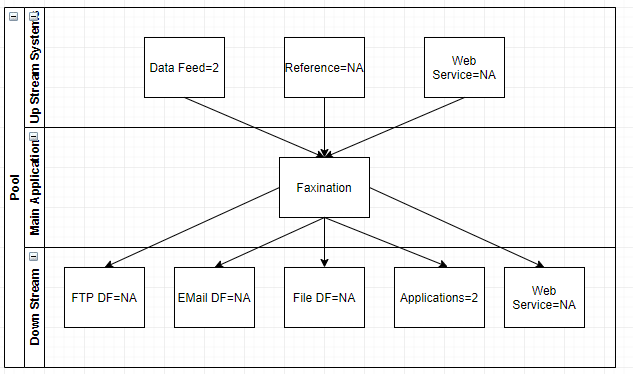 Pool
Up Stream Systems
Data Feed=2
Reference=NA
Web
Service=NA
Main Application
Faxination
Down Stream
FTP DF=NA
EMail DF=NA
File DF=NA
Applications=2
Web
Service=NA